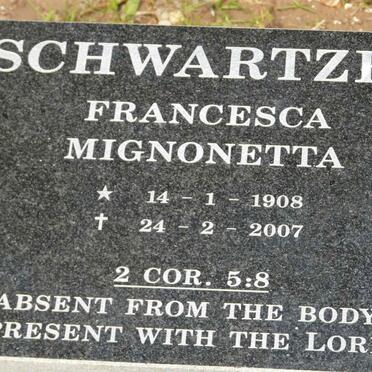 SCHWARTZ
FRANCESCA
MIGNONETTA
★ 14 - 1 - 1908
✝ 24 - 2 - 2007
2 COR. 5:8
ABSENT FROM THE BODY
PRESENT WITH THE LORD